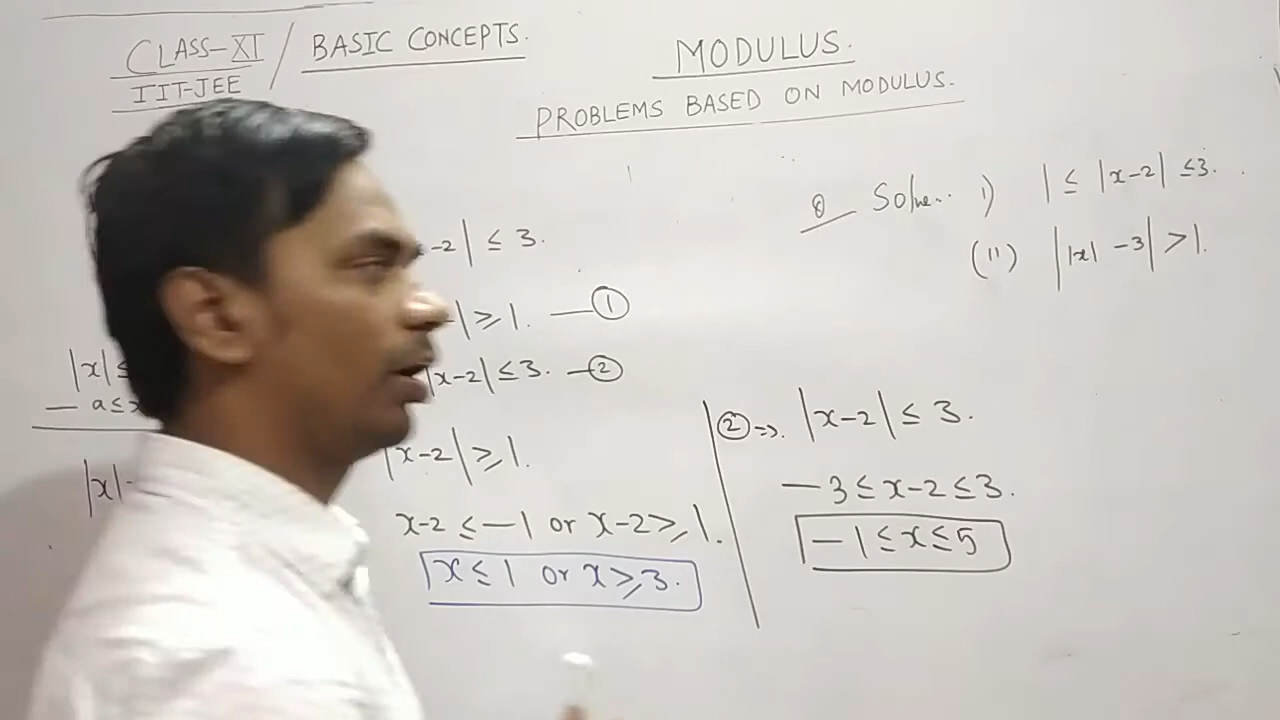 CLASS-XI / BASIC CONCEPTS.
IIT-JEE
MODULUS.
PROBLEMS BASED ON MODULUS.
Q Solve.. i) 1 ≤ |x-2| ≤3.
(ii) ||x| -3| >1.
-2| ≤ 3.
| ≥ 1. — ①
|x-2| ≤ 3. — ②
|x| ≤
- a ≤ x
|x|
|x-2| ≥ 1.
x-2 ≤ -1 or x-2 ≥ 1.
x ≤ 1 or x ≥ 3.
② => |x-2| ≤ 3.
-3 ≤ x-2 ≤ 3.
-1 ≤ x ≤ 5